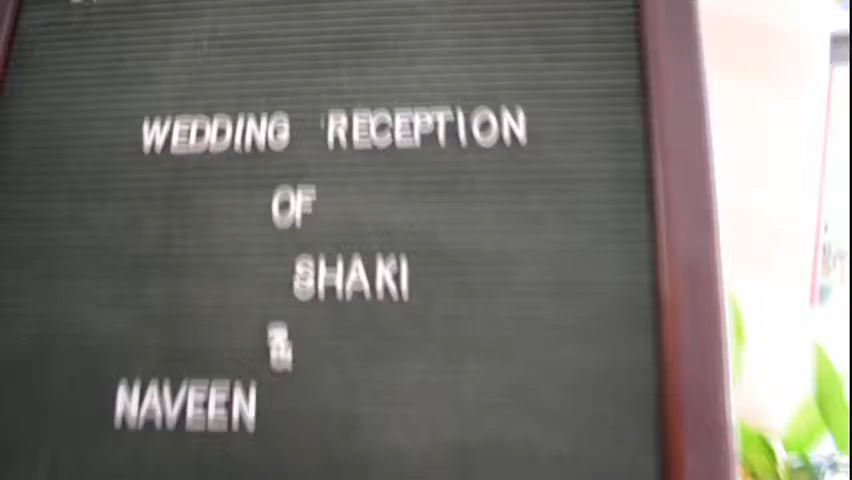 WEDDING RECEPTION
OF
SHAKI
&
NAVEEN